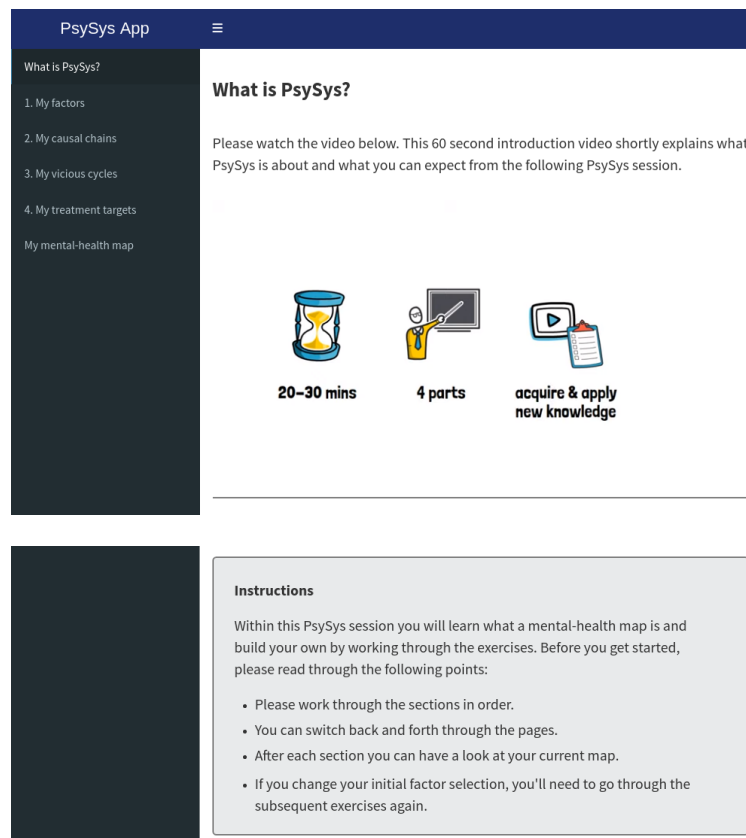 PsySys App
What is PsySys?
1. My factors
2. My causal chains
3. My vicious cycles
4. My treatment targets
My mental-health map
What is PsySys?
Please watch the video below. This 60 second introduction video shortly explains what
PsySys is about and what you can expect from the following PsySys session.
20–30 mins
4 parts
acquire & apply
new knowledge
Instructions
Within this PsySys session you will learn what a mental-health map is and
build your own by working through the exercises. Before you get started,
please read through the following points:
• Please work through the sections in order.
• You can switch back and forth through the pages.
• After each section you can have a look at your current map.
• If you change your initial factor selection, you'll need to go through the
subsequent exercises again.